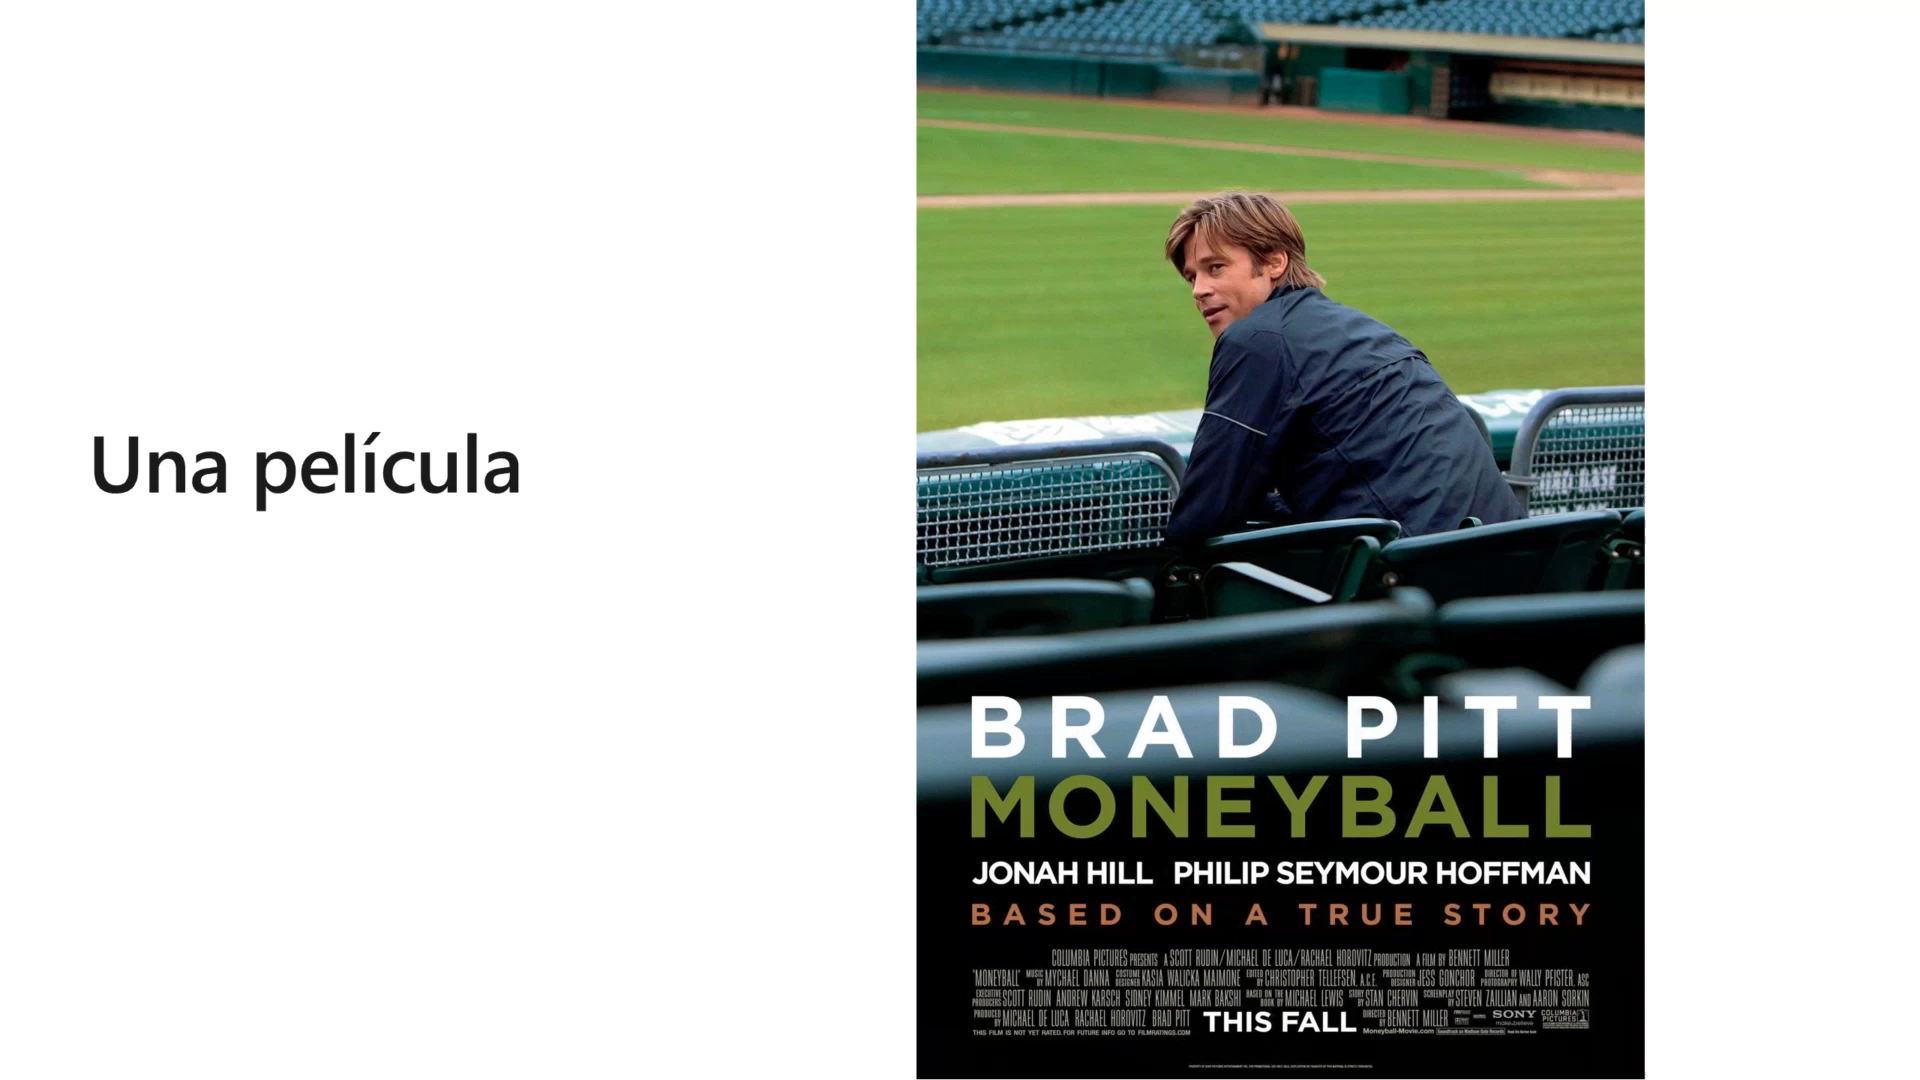 Una película
BRAD PITT
MONEYBALL
JONAH HILL PHILIP SEYMOUR HOFFMAN
BASED ON A TRUE STORY
COLUMBIA PICTURES PRESENTS A SCOTT RUDIN/MICHAEL DE LUCA/RACHAEL HOROVITZ PRODUCTION A FILM BY BENNETT MILLER
"MONEYBALL" MUSIC BY MYCHAEL DANNA COSTUME DESIGNER KASIA WALICKA MAIMONE EDITED BY CHRISTOPHER TELLEFSEN, A.C.E. PRODUCTION DESIGNER JESS GONCHOR DIRECTOR OF PHOTOGRAPHY WALLY PFISTER, ASC
EXECUTIVE PRODUCERS SCOTT RUDIN ANDREW KARSCH SIDNEY KIMMEL MARK BAKSHI BASED ON THE BOOK BY MICHAEL LEWIS STORY BY STAN CHERVIN SCREENPLAY BY STEVEN ZAILLIAN AND AARON SORKIN
PRODUCED BY MICHAEL DE LUCA RACHAEL HOROVITZ BRAD PITT THIS FALL DIRECTED BY BENNETT MILLER SONY make.believe COLUMBIA PICTURES
THIS FILM IS NOT YET RATED. FOR FUTURE INFO GO TO FILMRATINGS.COM Moneyball-Movie.com